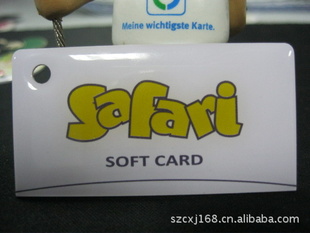 Meine wichtigste Karte.
Safari
SOFT CARD
szcxj168.cn.alibaba.com